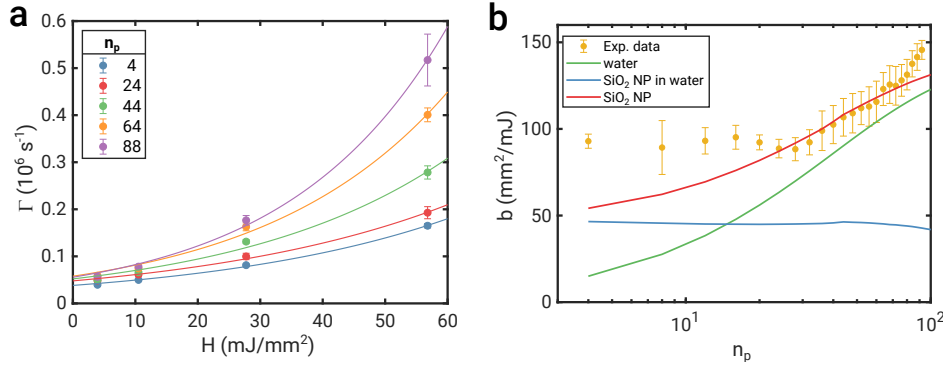 a
n_p
4
24
44
64
88
Γ (10⁶ s⁻¹)
0.6
0.5
0.4
0.3
0.2
0.1
0
0 10 20 30 40 50 60
H (mJ/mm²)
b
Exp. data
water
SiO₂ NP in water
SiO₂ NP
b (mm²/mJ)
150
100
50
0
10¹ 10²
n_p